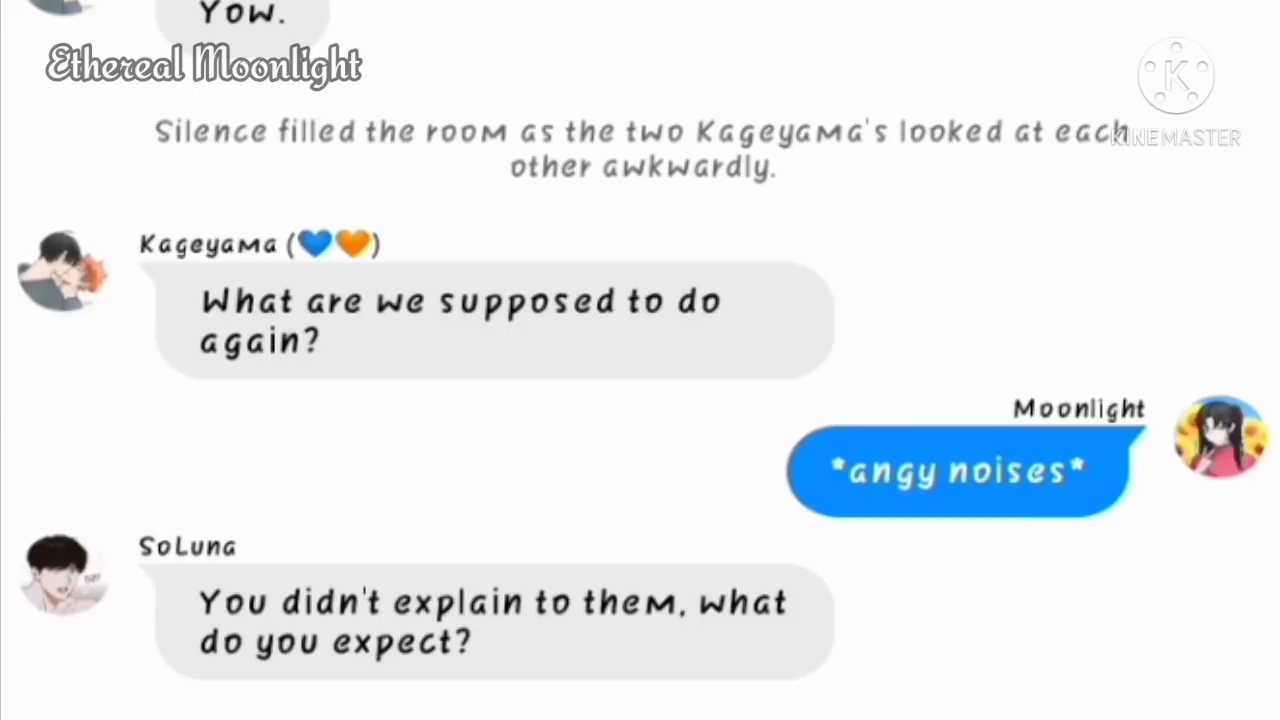 Yow.
Ethereal Moonlight
K
KINEMASTER
Silence filled the room as the two Kageyama's looked at each
other awkwardly.
Kageyama (💙🧡)
What are we supposed to do
again?
Moonlight
*angy noises*
SoLuna
You didn't explain to them, what
do you expect?